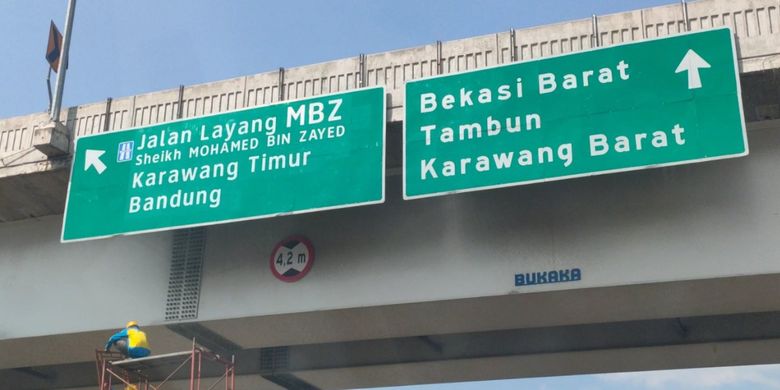 Jalan Layang MBZ
Sheikh MOHAMED BIN ZAYED
Karawang Timur
Bandung
Bekasi Barat
Tambun
Karawang Barat
4,2 m
BUKAKA